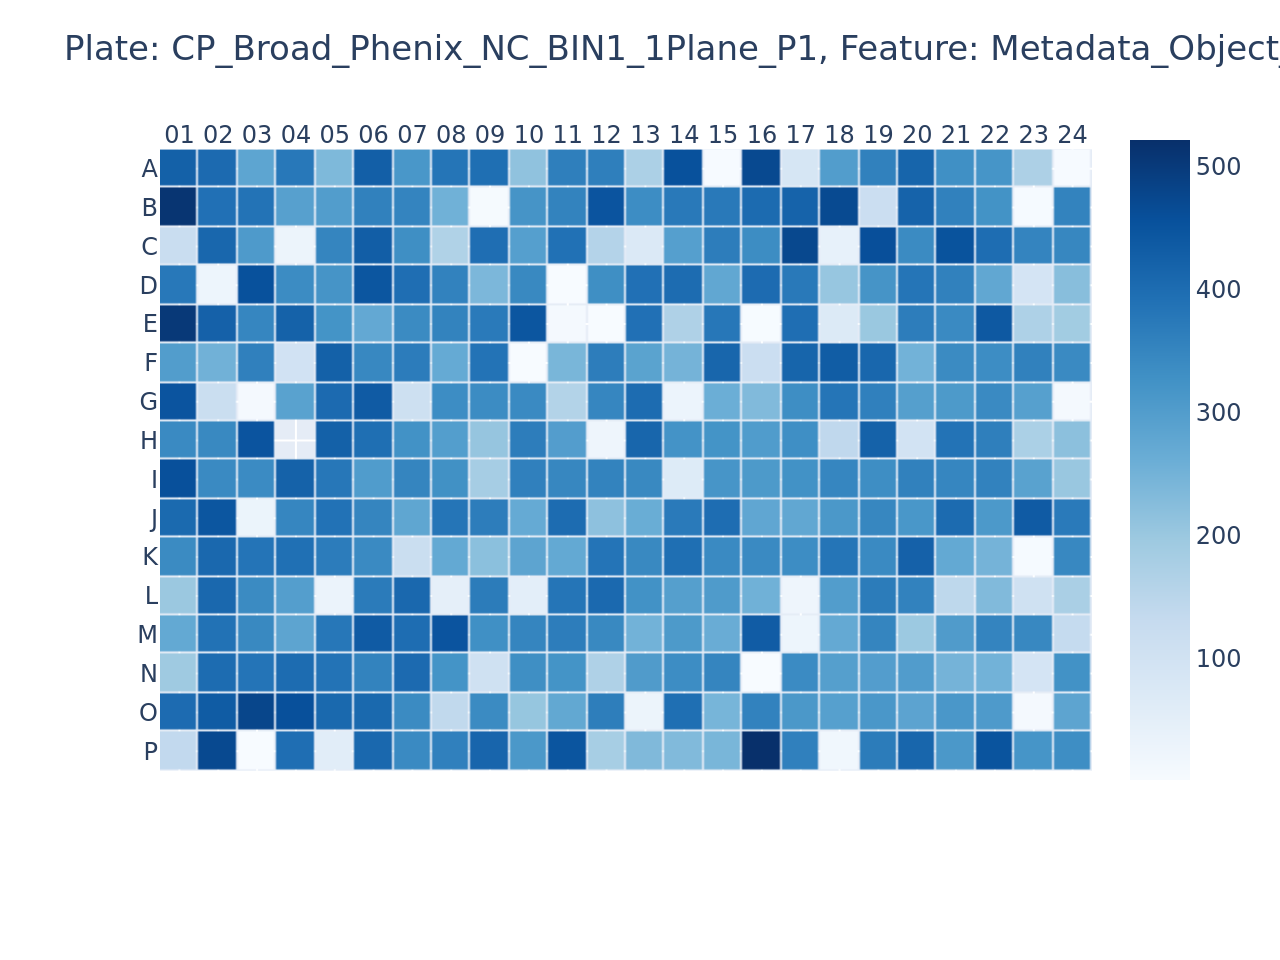 Plate: CP_Broad_Phenix_NC_BIN1_1Plane_P1, Feature: Metadata_Object_
01 02 03 04 05 06 07 08 09 10 11 12 13 14 15 16 17 18 19 20 21 22 23 24
A
B
C
D
E
F
G
H
I
J
K
L
M
N
O
P
500
400
300
200
100